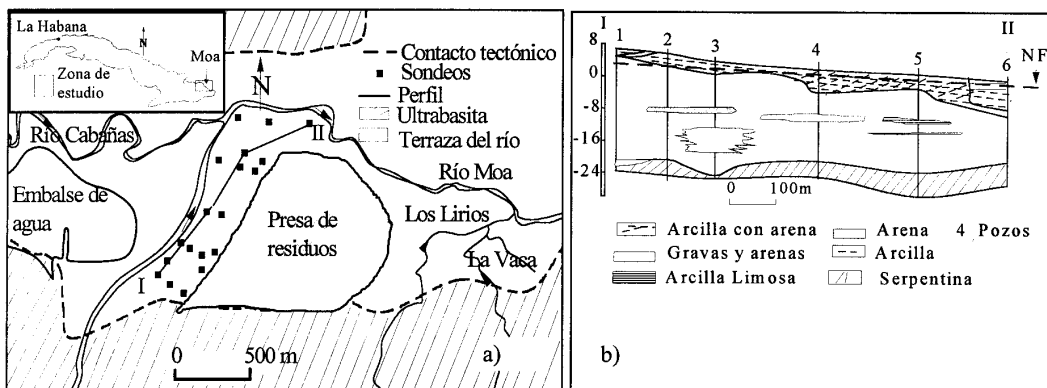 La Habana
N
Moa
Zona de
estudio
Contacto tectónico
Sondeos
Perfil
Ultrabasita
Terraza del río
N
Río Cabañas
II
Río Moa
Embalse de
agua
Presa de
residuos
Los Lirios
La Vaca
I
0 500 m
a)
I II
8 1 2 3 4 5 6 NF
0
-8
-16
-24
0 100m
Arcilla con arena
Arena
4 Pozos
Gravas y arenas
Arcilla
Arcilla Limosa
Serpentina
b)